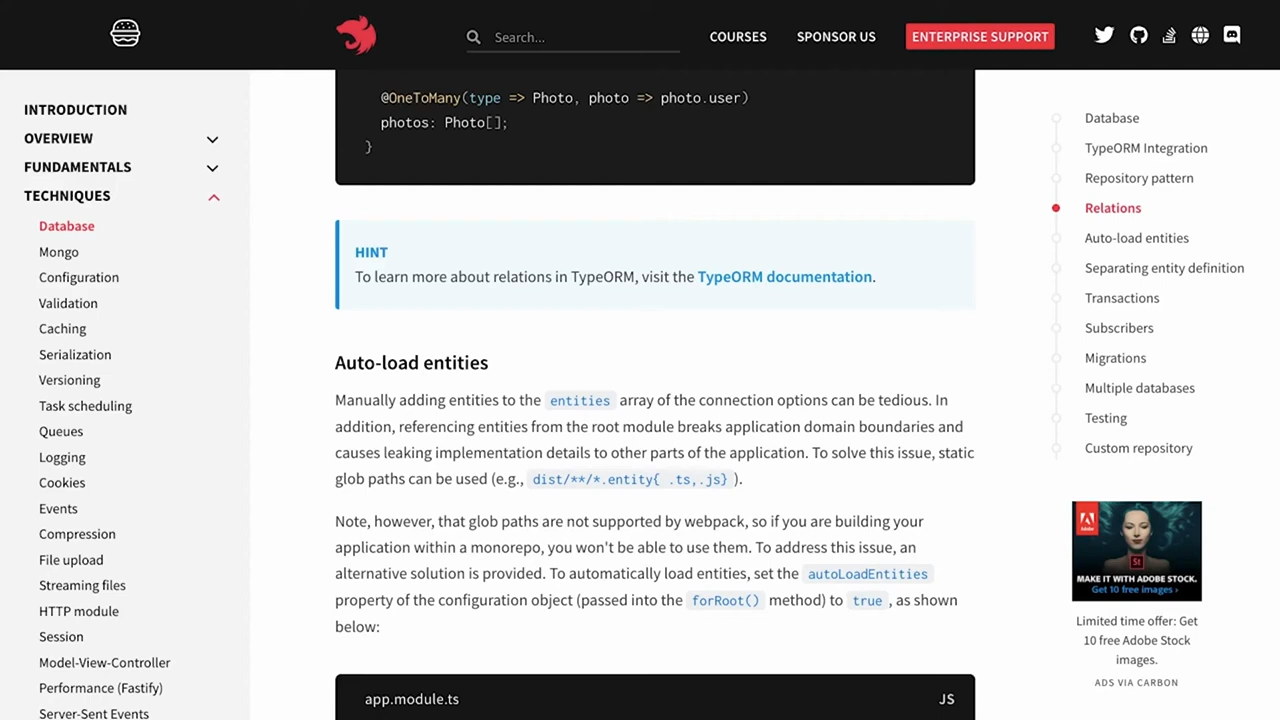 Search...
COURSES
SPONSOR US
ENTERPRISE SUPPORT
INTRODUCTION
OVERVIEW
FUNDAMENTALS
TECHNIQUES
Database
Mongo
Configuration
Validation
Caching
Serialization
Versioning
Task scheduling
Queues
Logging
Cookies
Events
Compression
File upload
Streaming files
HTTP module
Session
Model-View-Controller
Performance (Fastify)
Server-Sent Events
@OneToMany(type => Photo, photo => photo.user)
photos: Photo[];
}
HINT
To learn more about relations in TypeORM, visit the TypeORM documentation.
Auto-load entities
Manually adding entities to the entities array of the connection options can be tedious. In
addition, referencing entities from the root module breaks application domain boundaries and
causes leaking implementation details to other parts of the application. To solve this issue, static
glob paths can be used (e.g., dist/**/*.entity{ .ts,.js} ).
Note, however, that glob paths are not supported by webpack, so if you are building your
application within a monorepo, you won't be able to use them. To address this issue, an
alternative solution is provided. To automatically load entities, set the autoLoadEntities
property of the configuration object (passed into the forRoot() method) to true , as shown
below:
app.module.ts
JS
Database
TypeORM Integration
Repository pattern
Relations
Auto-load entities
Separating entity definition
Transactions
Subscribers
Migrations
Multiple databases
Testing
Custom repository
Adobe
St
MAKE IT WITH ADOBE STOCK.
Get 10 free images ›
Limited time offer: Get
10 free Adobe Stock
images.
ADS VIA CARBON